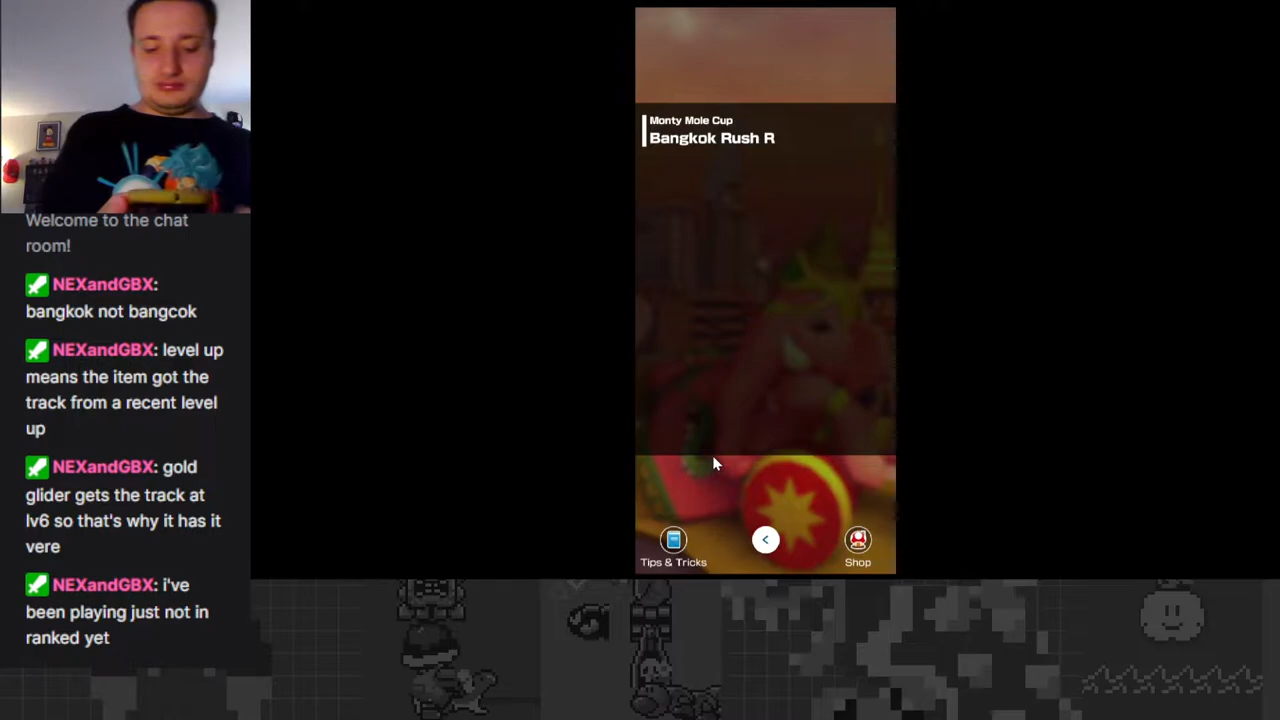 Welcome to the chat
room!
NEXandGBX:
bangkok not bangcok
NEXandGBX: level up
means the item got the
track from a recent level
up
NEXandGBX: gold
glider gets the track at
lv6 so that's why it has it
vere
NEXandGBX: i've
been playing just not in
ranked yet
Monty Mole Cup
Bangkok Rush R
Tips & Tricks
Shop